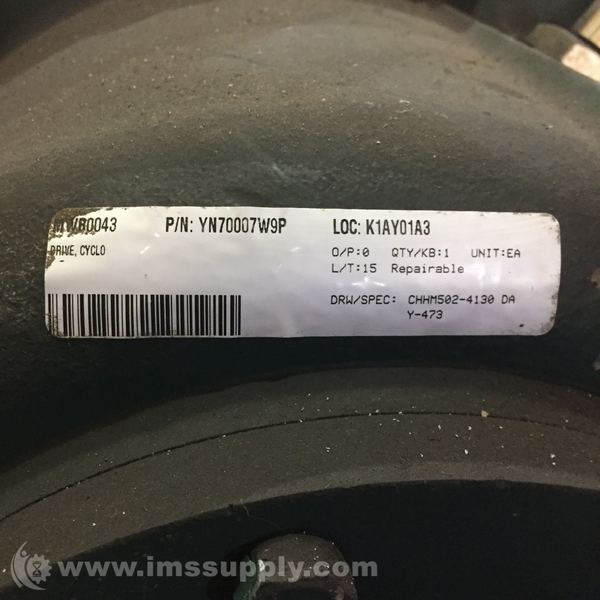 P/N: YN70007W9P LOC: K1AY01A3
DRIVE, CYCLO O/P:0 QTY/KB:1 UNIT:EA
L/T:15 Repairable
DRW/SPEC: CHHM502-4130 DA
Y-473
www.imssupply.com